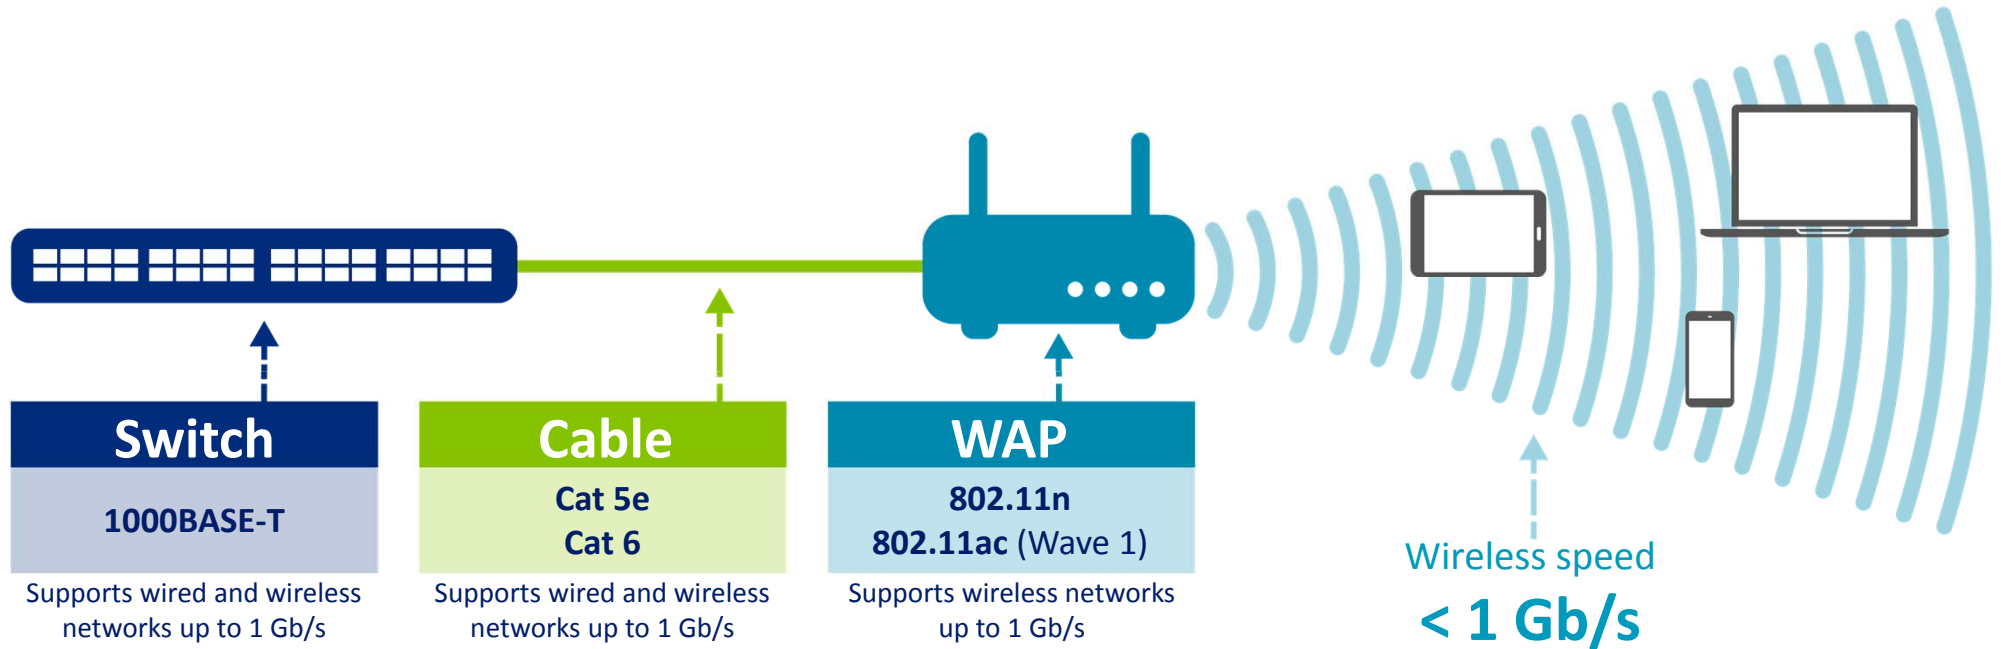 Switch
1000BASE-T
Supports wired and wireless
networks up to 1 Gb/s
Cable
Cat 5e
Cat 6
Supports wired and wireless
networks up to 1 Gb/s
WAP
802.11n
802.11ac (Wave 1)
Supports wireless networks
up to 1 Gb/s
Wireless speed
< 1 Gb/s